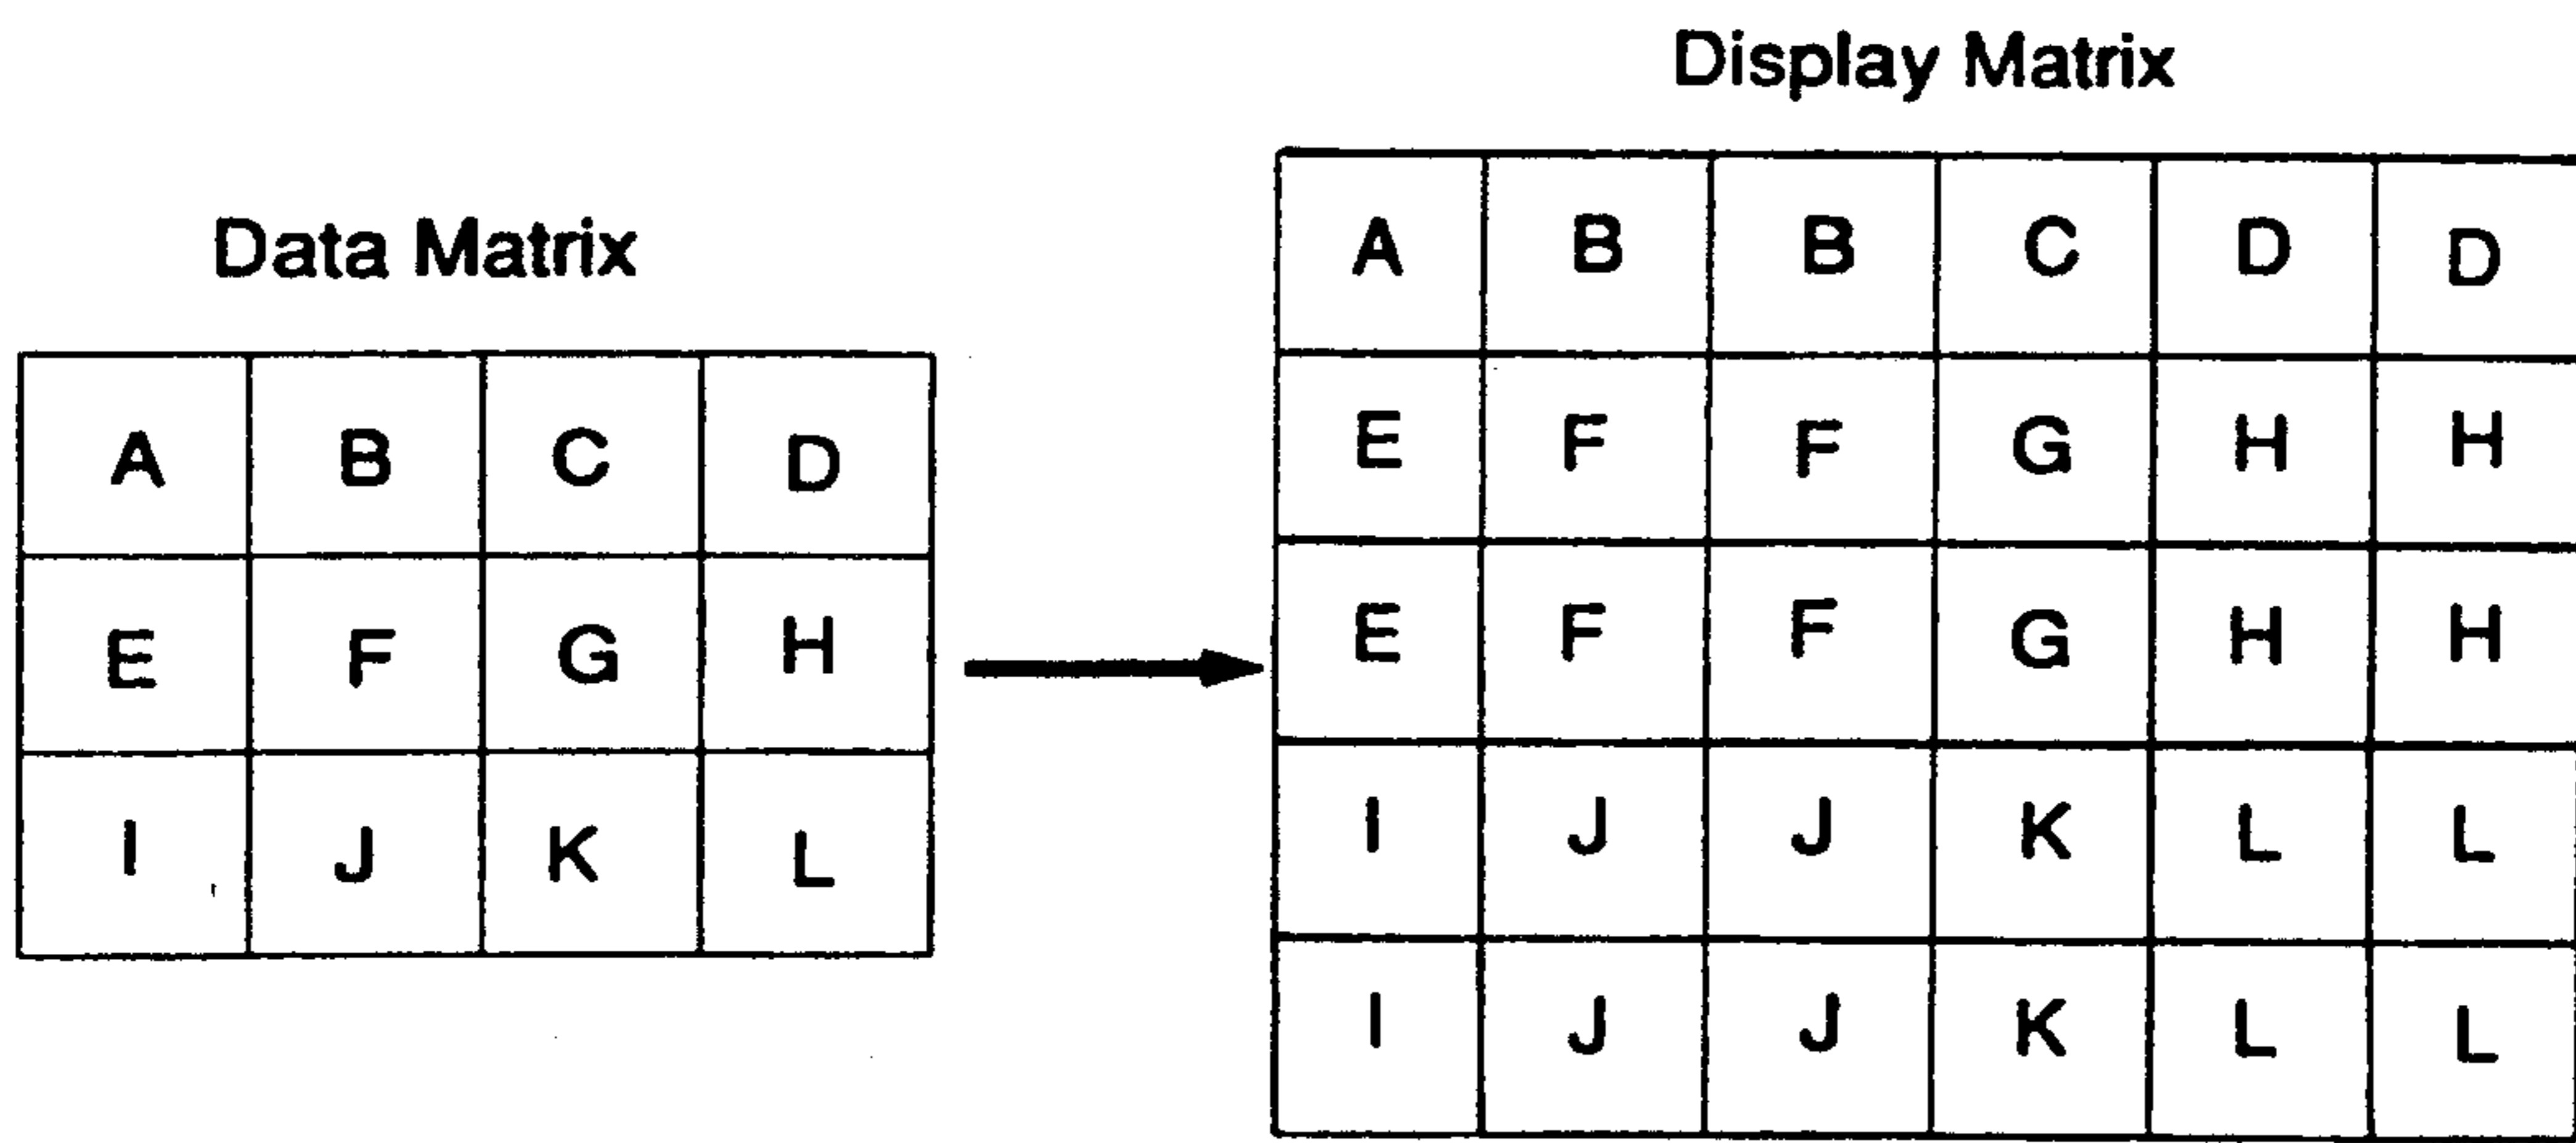 Data Matrix
A B C D
E F G H
I J K L
Display Matrix
A B B C D D
E F F G H H
E F F G H H
I J J K L L
I J J K L L